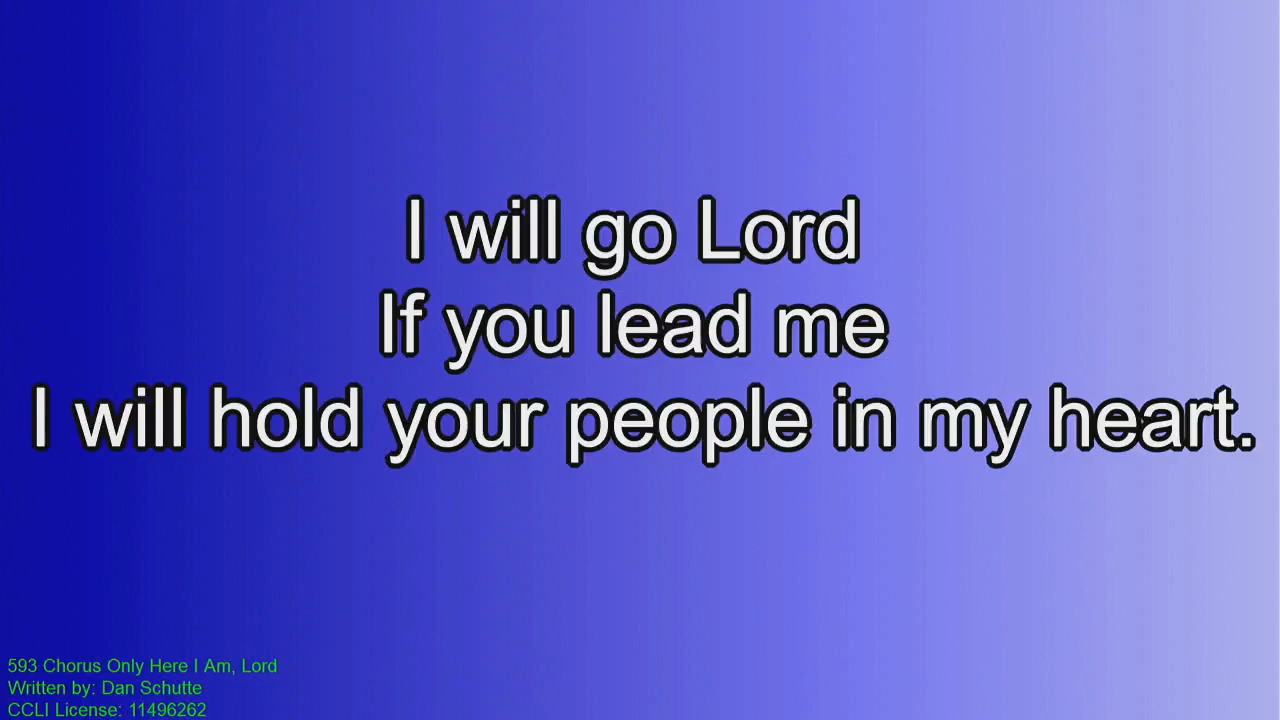 I will go Lord
If you lead me
I will hold your people in my heart.
593 Chorus Only Here I Am, Lord
Written by: Dan Schutte
CCLI License: 11496262